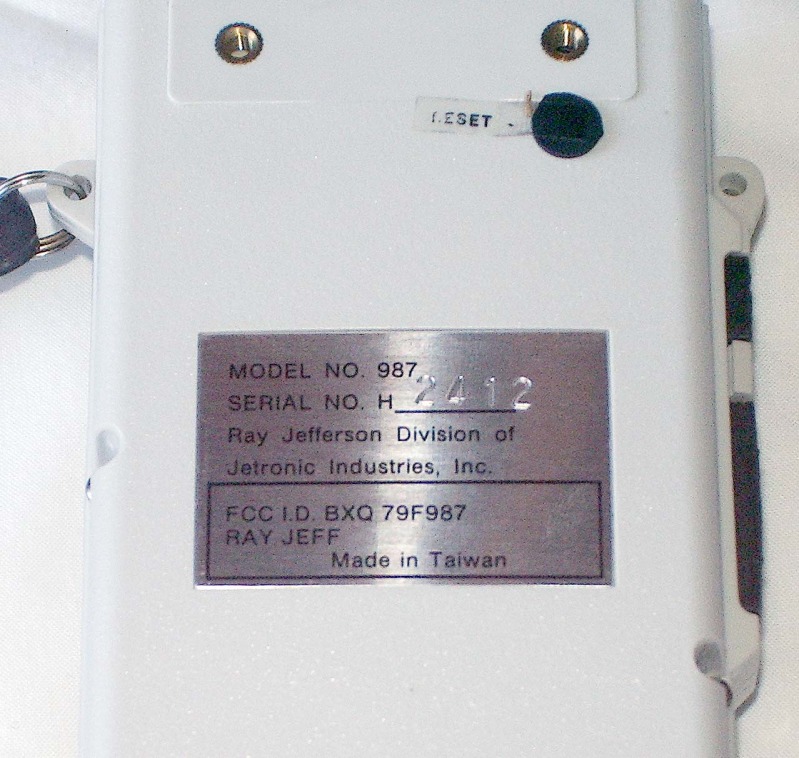 RESET
MODEL NO. 987
SERIAL NO. H 2412
Ray Jefferson Division of
Jetronic Industries, Inc.
FCC I.D. BXQ 79F987
RAY JEFF
Made in Taiwan